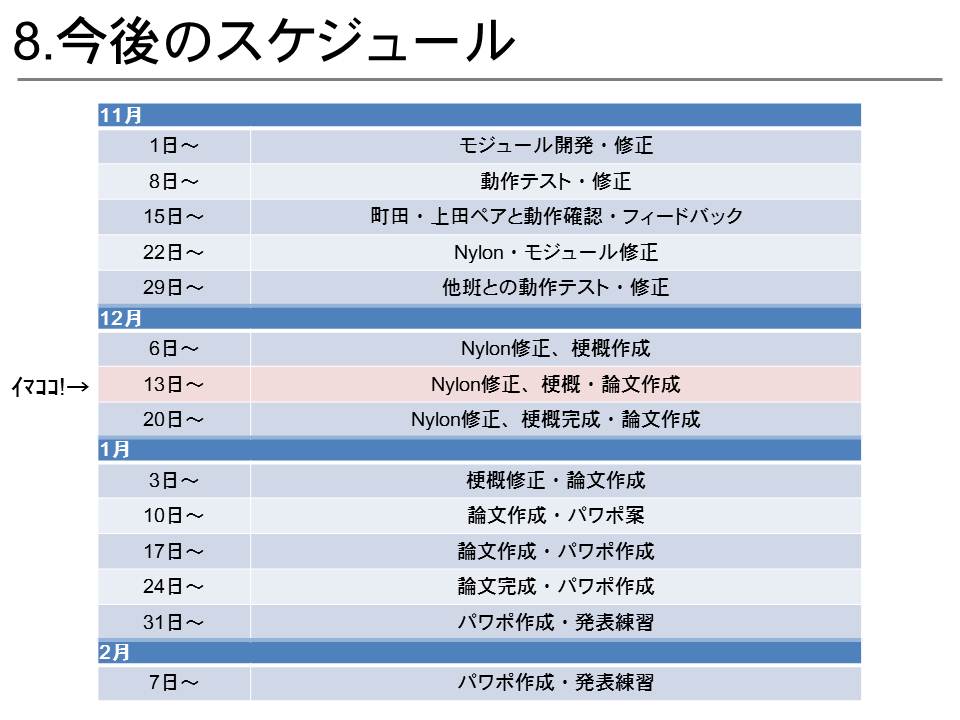 8.今後のスケジュール
11月
1日～ モジュール開発・修正
8日～ 動作テスト・修正
15日～ 町田・上田ペアと動作確認・フィードバック
22日～ Nylon・モジュール修正
29日～ 他班との動作テスト・修正
12月
6日～ Nylon修正、梗概作成
ｲﾏｺｺ!→ 13日～ Nylon修正、梗概・論文作成
20日～ Nylon修正、梗概完成・論文作成
1月
3日～ 梗概修正・論文作成
10日～ 論文作成・パワポ案
17日～ 論文作成・パワポ作成
24日～ 論文完成・パワポ作成
31日～ パワポ作成・発表練習
2月
7日～ パワポ作成・発表練習